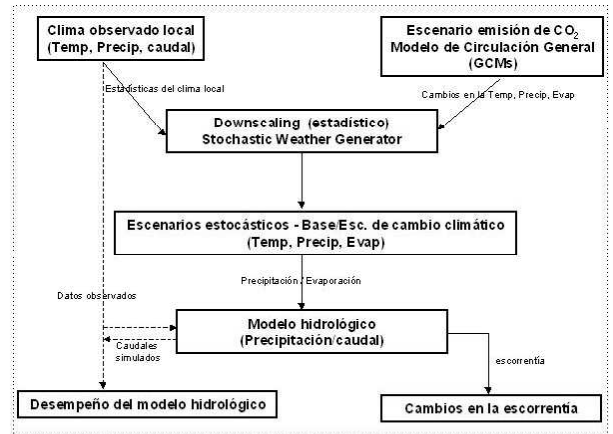 Clima observado local
(Temp, Precip, caudal)
Escenario emisión de CO₂
Modelo de Circulación General
(GCMs)
Estadísticas del clima local
Cambios en la Temp, Precip, Evap
Downscaling (estadístico)
Stochastic Weather Generator
Escenarios estocásticos - Base/Esc. de cambio climático
(Temp, Precip, Evap)
Precipitación / Evaporación
Datos observados
Modelo hidrológico
(Precipitación/caudal)
Caudales
simulados
escorrentía
Desempeño del modelo hidrológico
Cambios en la escorrentía